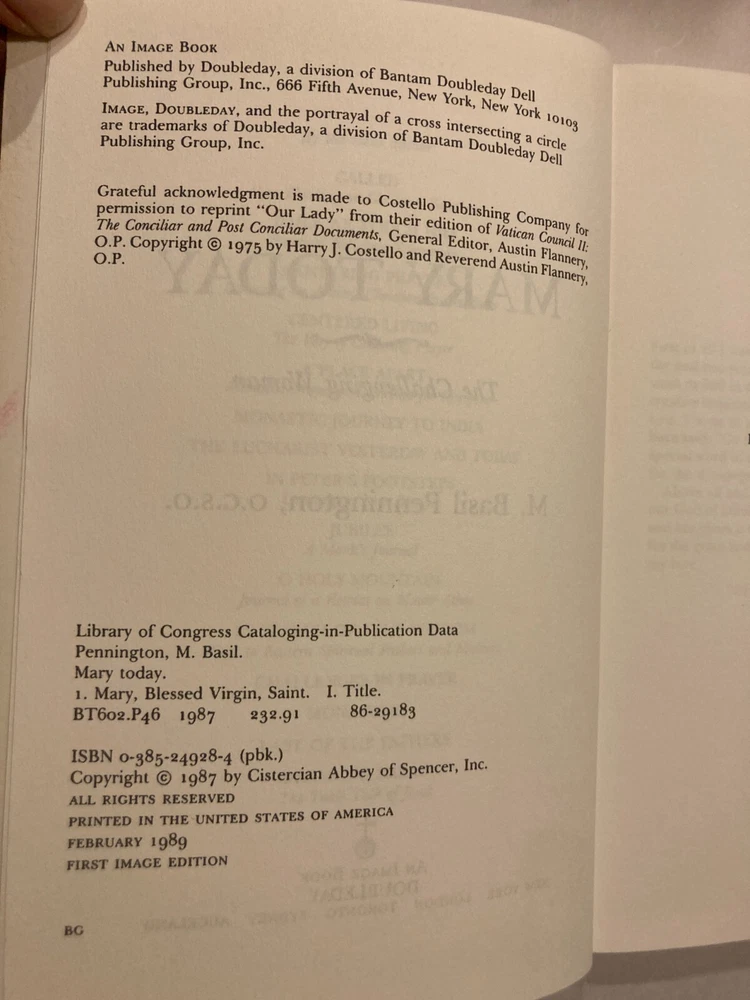 AN IMAGE BOOK
Published by Doubleday, a division of Bantam Doubleday Dell
Publishing Group, Inc., 666 Fifth Avenue, New York, New York 10103
IMAGE, DOUBLEDAY, and the portrayal of a cross intersecting a circle
are trademarks of Doubleday, a division of Bantam Doubleday Dell
Publishing Group, Inc.
Grateful acknowledgment is made to Costello Publishing Company for
permission to reprint “Our Lady” from their edition of Vatican Council II:
The Conciliar and Post Conciliar Documents, General Editor, Austin Flannery,
O.P. Copyright © 1975 by Harry J. Costello and Reverend Austin Flannery,
O.P.
MARY TODAY
The Challenging Woman
M. Basil Pennington, O.C.S.O.
Library of Congress Cataloging-in-Publication Data
Pennington, M. Basil.
Mary today.
1. Mary, Blessed Virgin, Saint. I. Title.
BT602.P46 1987 232.91 86-29183
ISBN 0-385-24928-4 (pbk.)
Copyright © 1987 by Cistercian Abbey of Spencer, Inc.
ALL RIGHTS RESERVED
PRINTED IN THE UNITED STATES OF AMERICA
FEBRUARY 1989
FIRST IMAGE EDITION
BG